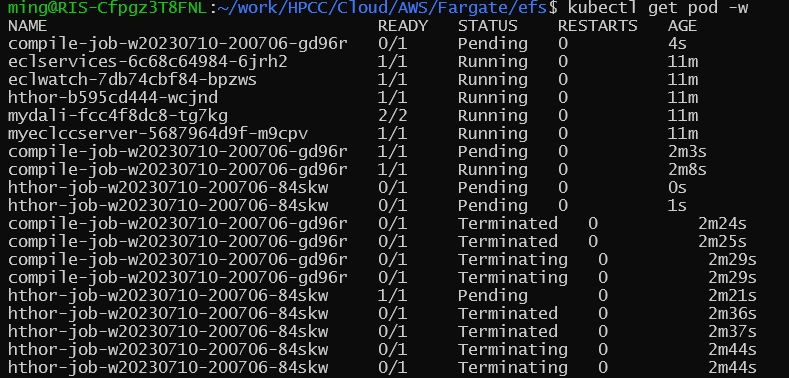 ming@RIS-Cfpgz3T8FNL:~/work/HPCC/Cloud/AWS/Fargate/efs$ kubectl get pod -w
NAME READY STATUS RESTARTS AGE
compile-job-w20230710-200706-gd96r 0/1 Pending 0 4s
eclservices-6c68c64984-6jrh2 1/1 Running 0 11m
eclwatch-7db74cbf84-bpzws 1/1 Running 0 11m
hthor-b595cd444-wcjnd 1/1 Running 0 11m
mydali-fcc4f8dc8-tg7kg 2/2 Running 0 11m
myeclccserver-5687964d9f-m9cpv 1/1 Running 0 11m
compile-job-w20230710-200706-gd96r 1/1 Pending 0 2m3s
compile-job-w20230710-200706-gd96r 1/1 Running 0 2m8s
hthor-job-w20230710-200706-84skw 0/1 Pending 0 0s
hthor-job-w20230710-200706-84skw 0/1 Pending 0 1s
compile-job-w20230710-200706-gd96r 0/1 Terminated 0 2m24s
compile-job-w20230710-200706-gd96r 0/1 Terminated 0 2m25s
compile-job-w20230710-200706-gd96r 0/1 Terminating 0 2m29s
compile-job-w20230710-200706-gd96r 0/1 Terminating 0 2m29s
hthor-job-w20230710-200706-84skw 1/1 Pending 0 2m21s
hthor-job-w20230710-200706-84skw 0/1 Terminated 0 2m36s
hthor-job-w20230710-200706-84skw 0/1 Terminated 0 2m37s
hthor-job-w20230710-200706-84skw 0/1 Terminating 0 2m44s
hthor-job-w20230710-200706-84skw 0/1 Terminating 0 2m44s